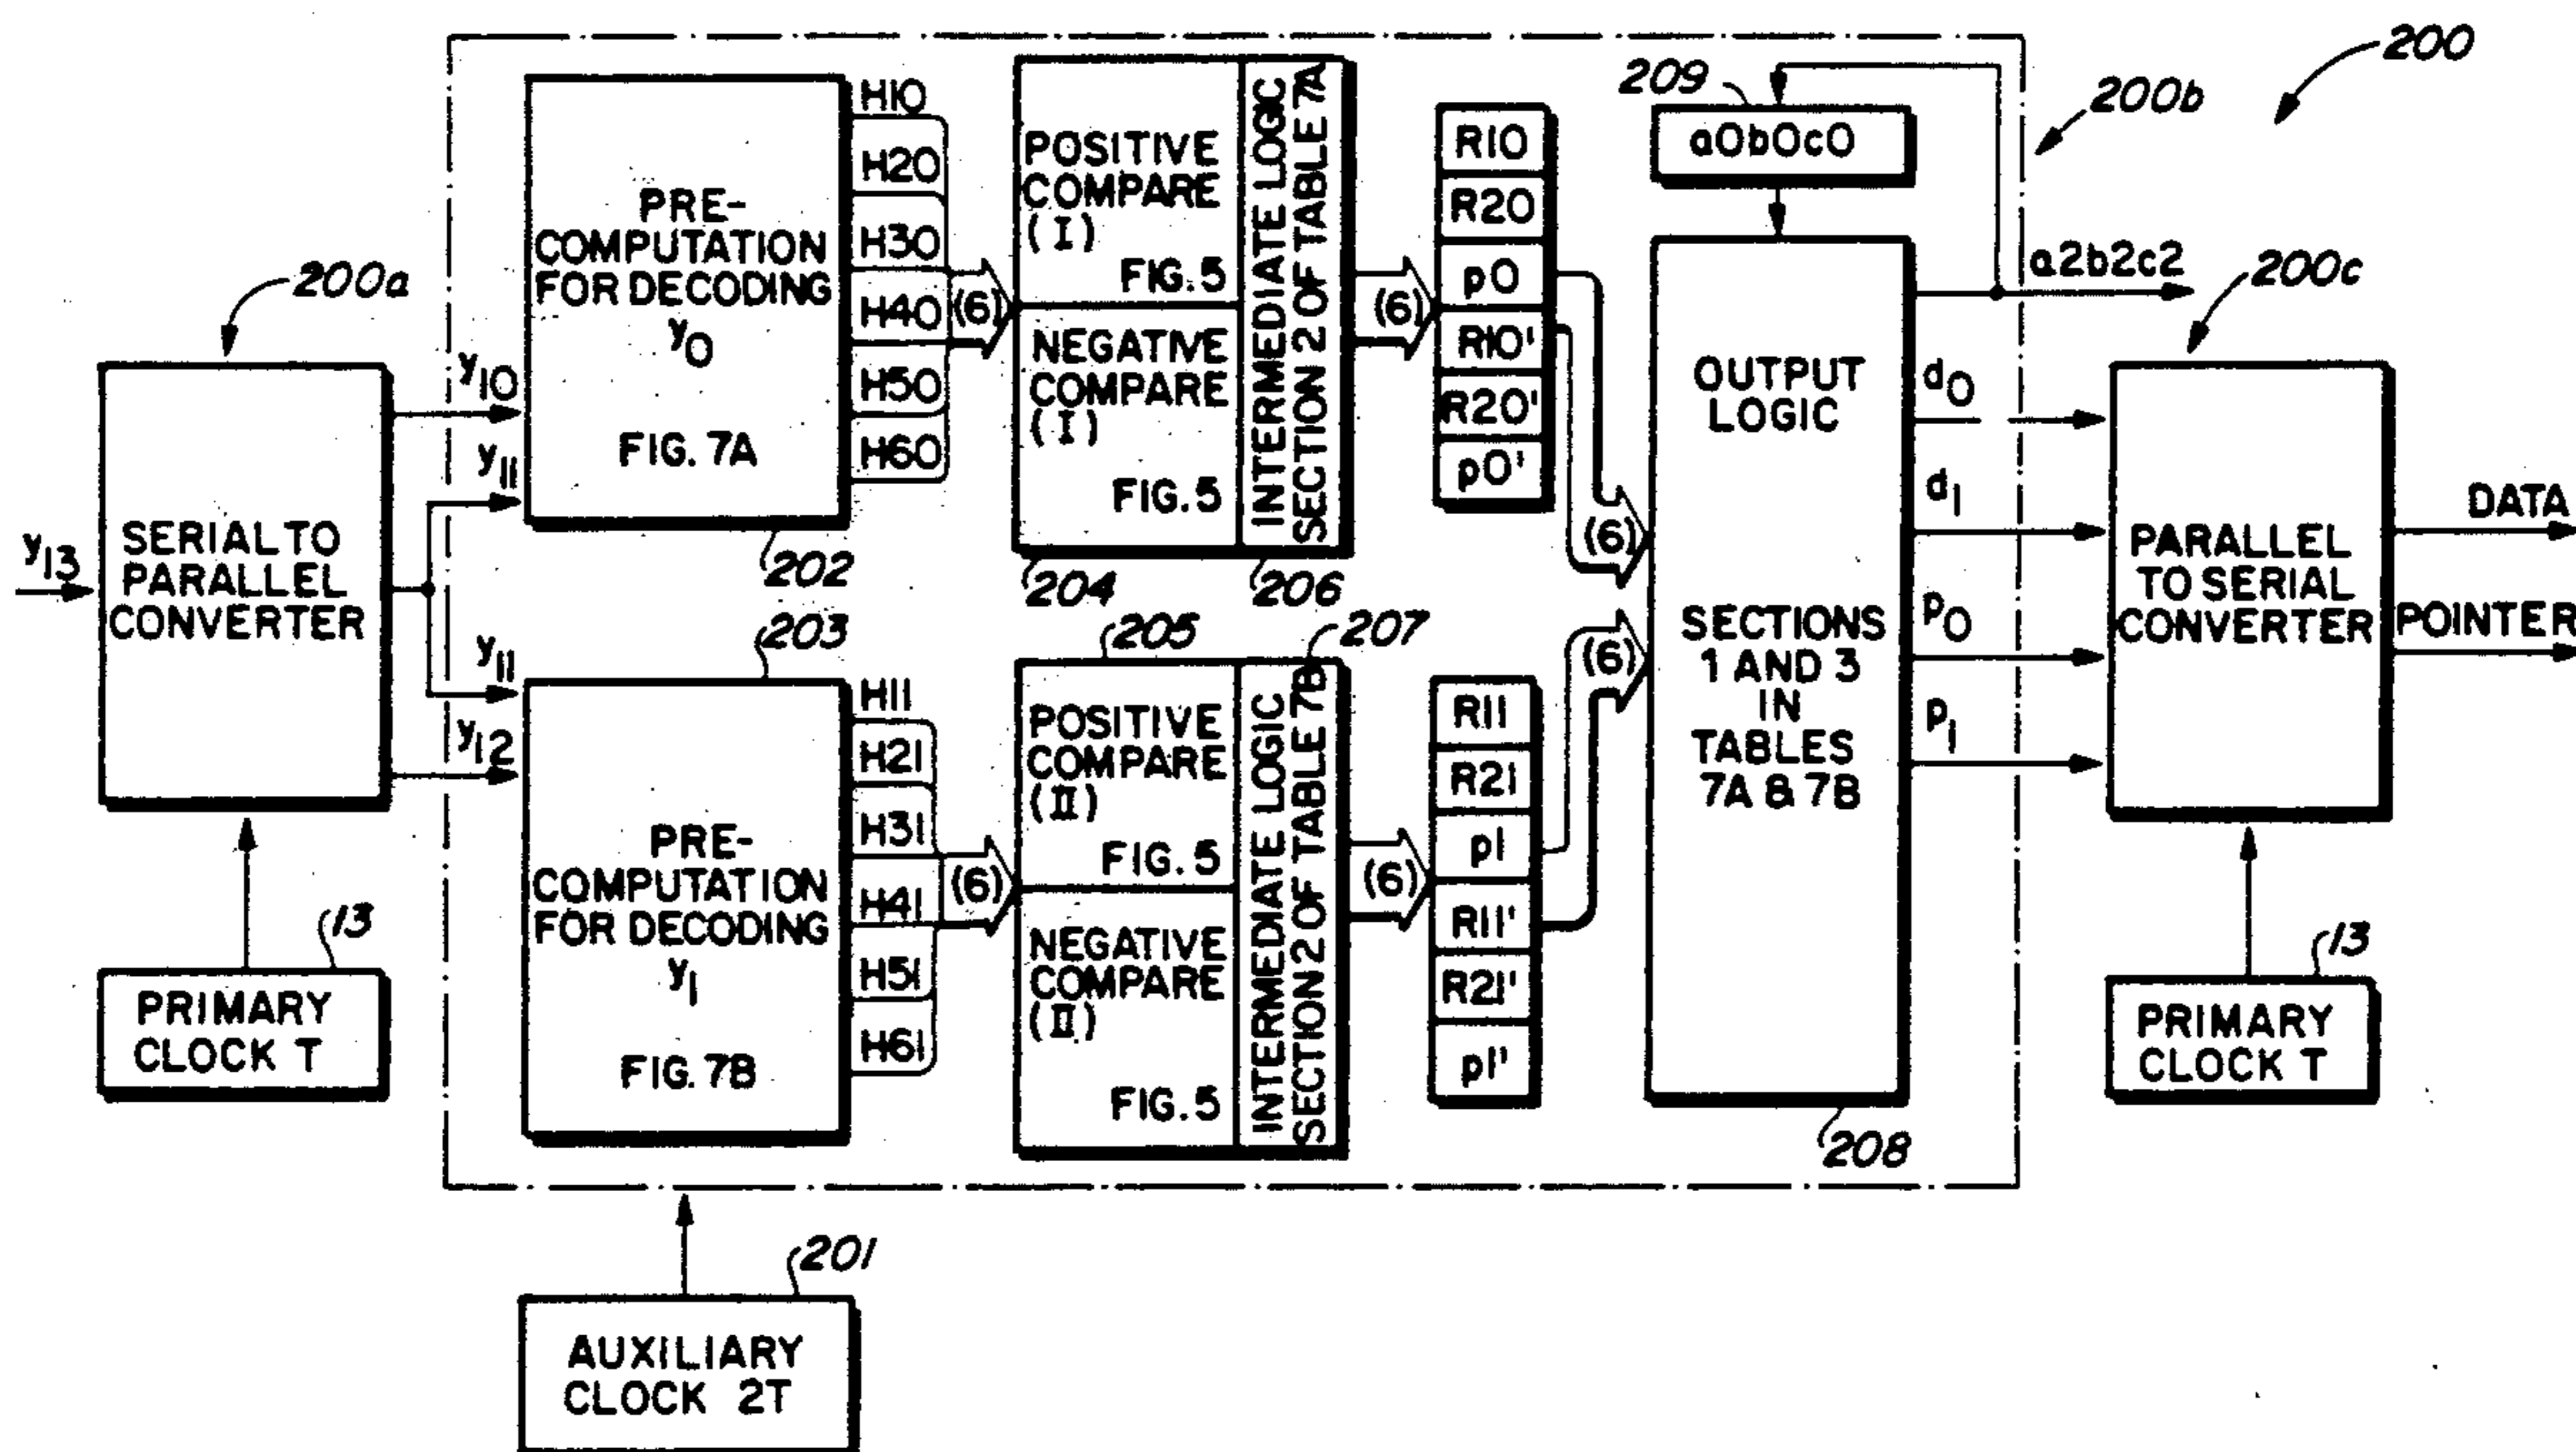 200
200b
200a
200c
y13
SERIAL TO
PARALLEL
CONVERTER
13
PRIMARY
CLOCK T
y10
y11
y11
y12
PRE-
COMPUTATION
FOR DECODING
y0
FIG. 7A
202
H10
H20
H30
H40
H50
H60
(6)
POSITIVE
COMPARE
(I)
FIG. 5
NEGATIVE
COMPARE
(I)
FIG. 5
204
INTERMEDIATE LOGIC
SECTION 2 OF TABLE 7A
206
(6)
R10
R20
p0
R10'
R20'
p0'
(6)
203
PRE-
COMPUTATION
FOR DECODING
y1
FIG. 7B
H11
H21
H31
H41
H51
H61
(6)
205
POSITIVE
COMPARE
(II)
FIG. 5
NEGATIVE
COMPARE
(II)
FIG. 5
207
INTERMEDIATE LOGIC
SECTION 2 OF TABLE 7B
(6)
R11
R21
p1
R11'
R21'
p1'
(6)
209
a0b0c0
OUTPUT
LOGIC
SECTIONS
1 AND 3
IN
TABLES
7A & 7B
208
a2b2c2
d0
d1
p0
p1
PARALLEL
TO SERIAL
CONVERTER
DATA
POINTER
13
PRIMARY
CLOCK T
201
AUXILIARY
CLOCK 2T